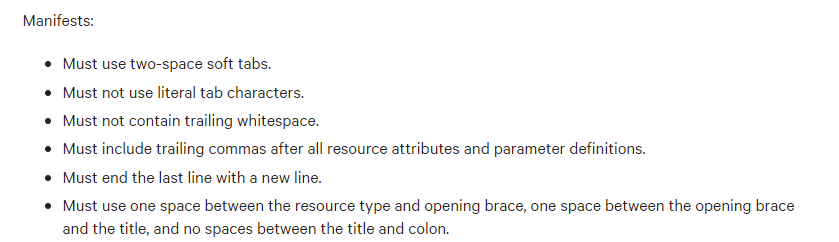 Manifests:
• Must use two-space soft tabs.
• Must not use literal tab characters.
• Must not contain trailing whitespace.
• Must include trailing commas after all resource attributes and parameter definitions.
• Must end the last line with a new line.
• Must use one space between the resource type and opening brace, one space between the opening brace
and the title, and no spaces between the title and colon.